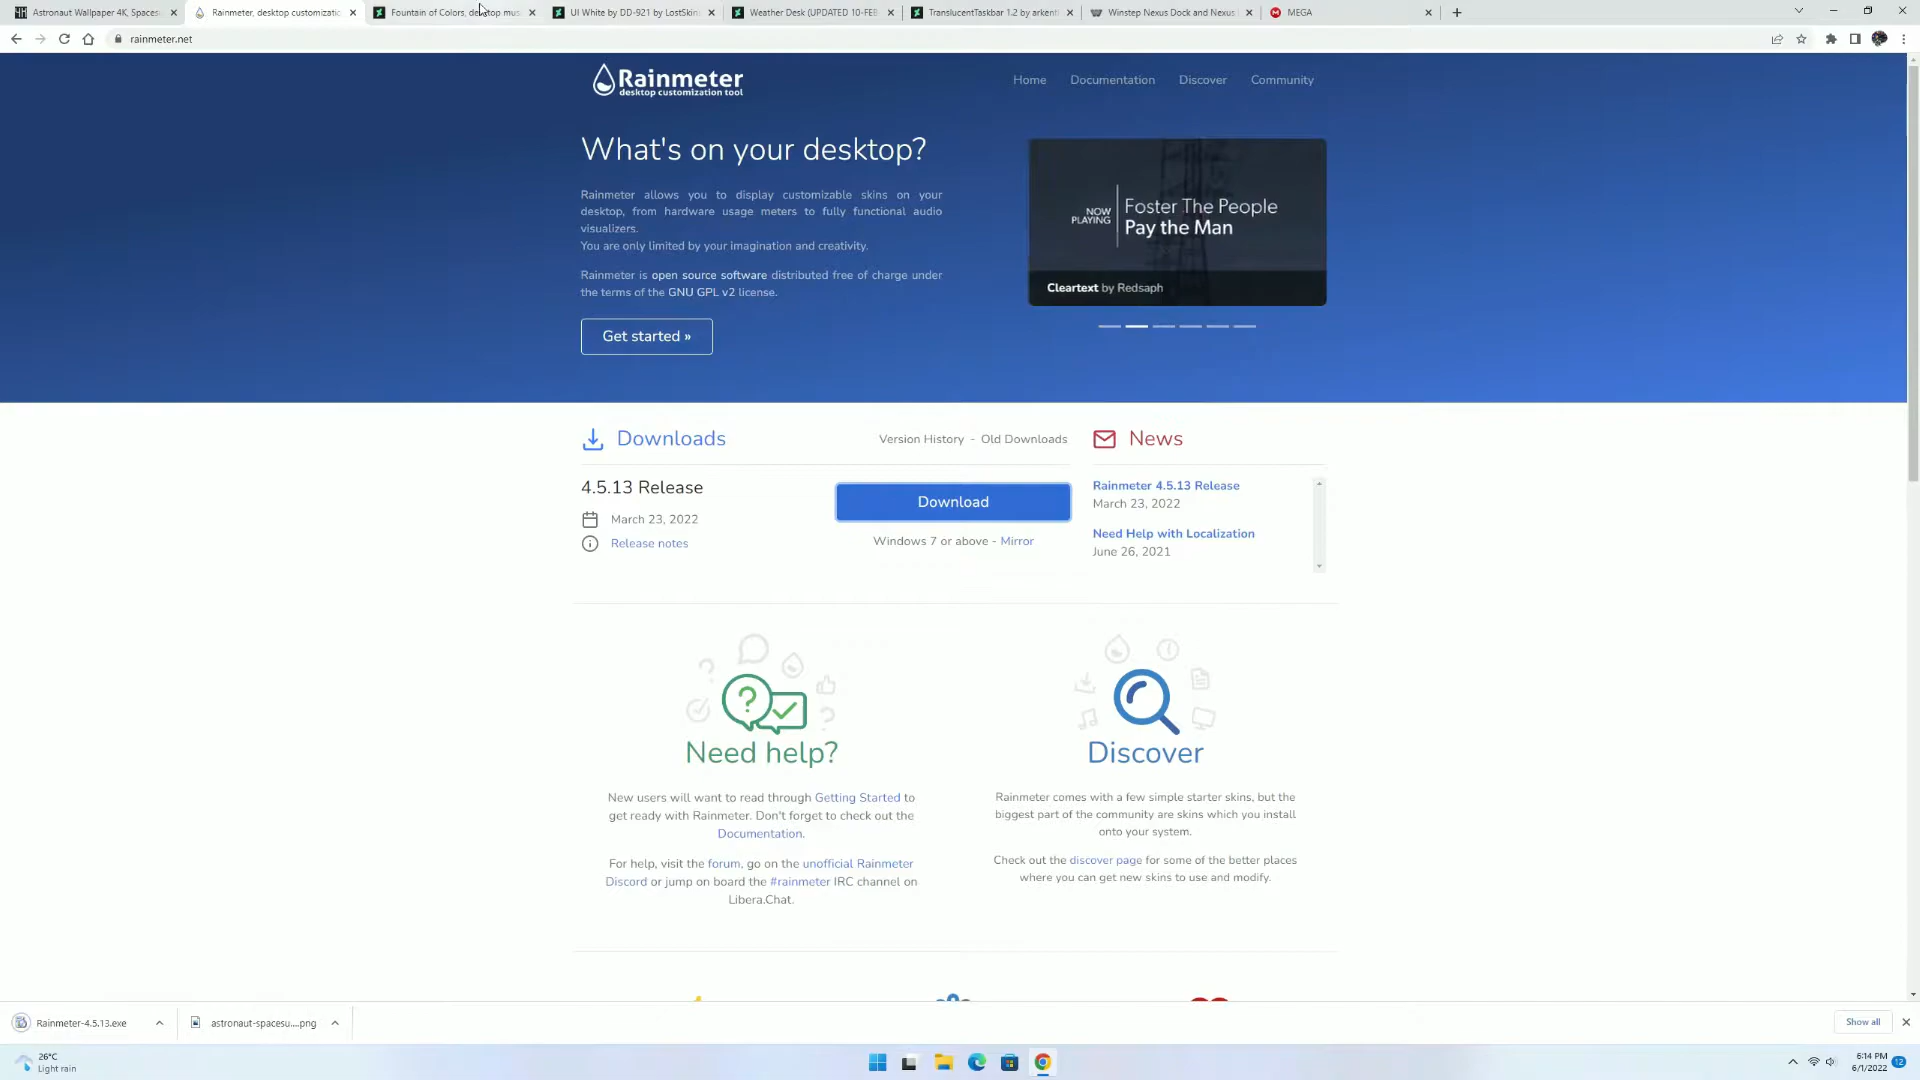 Astronaut Wallpaper 4K, Spaces
Rainmeter, desktop customizatio
Fountain of Colors, desktop mus
UI White by DD-921 by LostSkin
Weather Desk (UPDATED 10-FEB
TranslucentTaskbar 1.2 by arkent
Winstep Nexus Dock and Nexus
MEGA
rainmeter.net
Rainmeter
desktop customization tool
Home
Documentation
Discover
Community
What's on your desktop?
Rainmeter allows you to display customizable skins on your
desktop, from hardware usage meters to fully functional audio
visualizers.
You are only limited by your imagination and creativity.
Rainmeter is open source software distributed free of charge under
the terms of the GNU GPL v2 license.
Get started »
NOW
PLAYING
Foster The People
Pay the Man
Cleartext by Redsaph
Downloads
Version History - Old Downloads
4.5.13 Release
March 23, 2022
Release notes
Download
Windows 7 or above - Mirror
News
Rainmeter 4.5.13 Release
March 23, 2022
Need Help with Localization
June 26, 2021
Need help?
New users will want to read through Getting Started to
get ready with Rainmeter. Don't forget to check out the
Documentation.
For help, visit the forum, go on the unofficial Rainmeter
Discord or jump on board the #rainmeter IRC channel on
Libera.Chat.
Discover
Rainmeter comes with a few simple starter skins, but the
biggest part of the community are skins which you install
onto your system.
Check out the discover page for some of the better places
where you can get new skins to use and modify.
Rainmeter-4.5.13.exe
astronaut-spacesu....png
Show all
26°C
Light rain
6:14 PM
6/1/2022
12